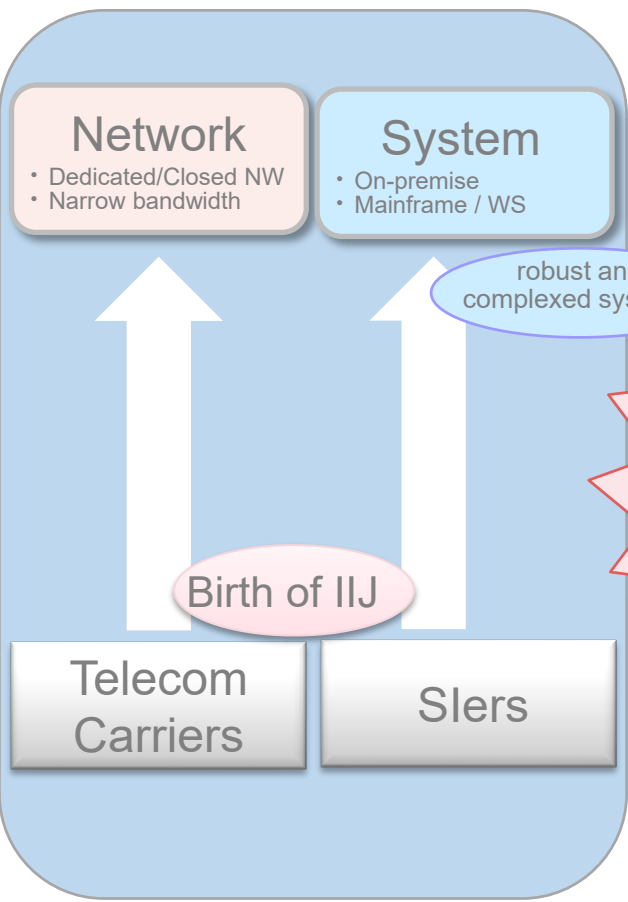 Network
・Dedicated/Closed NW
・Narrow bandwidth
System
・On-premise
・Mainframe / WS
robust an
complexed sys
Birth of IIJ
Telecom
Carriers
SIers